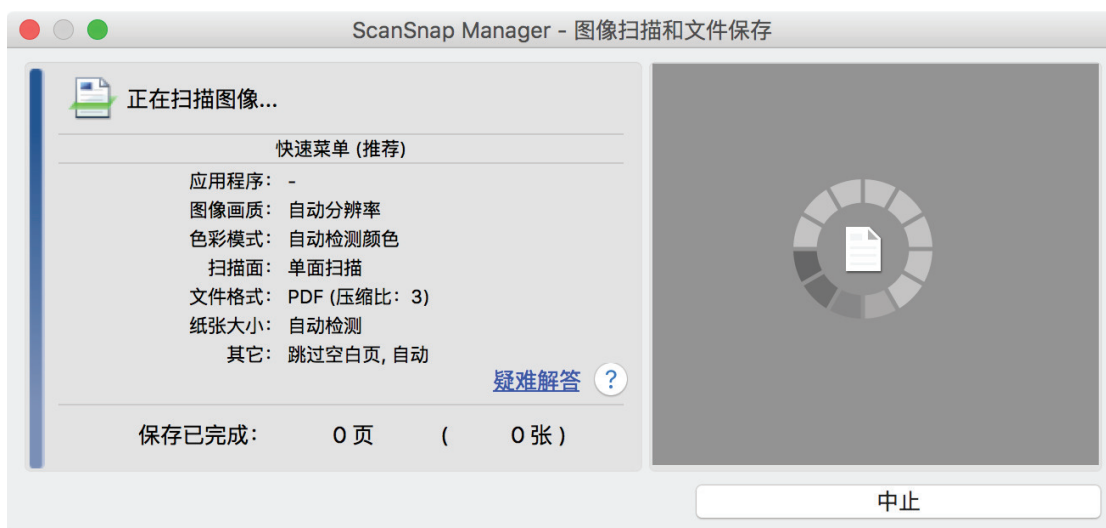 ScanSnap Manager - 图像扫描和文件保存
正在扫描图像...
快速菜单 (推荐)
应用程序： -
图像画质： 自动分辨率
色彩模式： 自动检测颜色
扫描面： 单面扫描
文件格式： PDF (压缩比：3)
纸张大小： 自动检测
其它： 跳过空白页, 自动
疑难解答 ?
保存已完成： 0 页 ( 0 张 )
中止